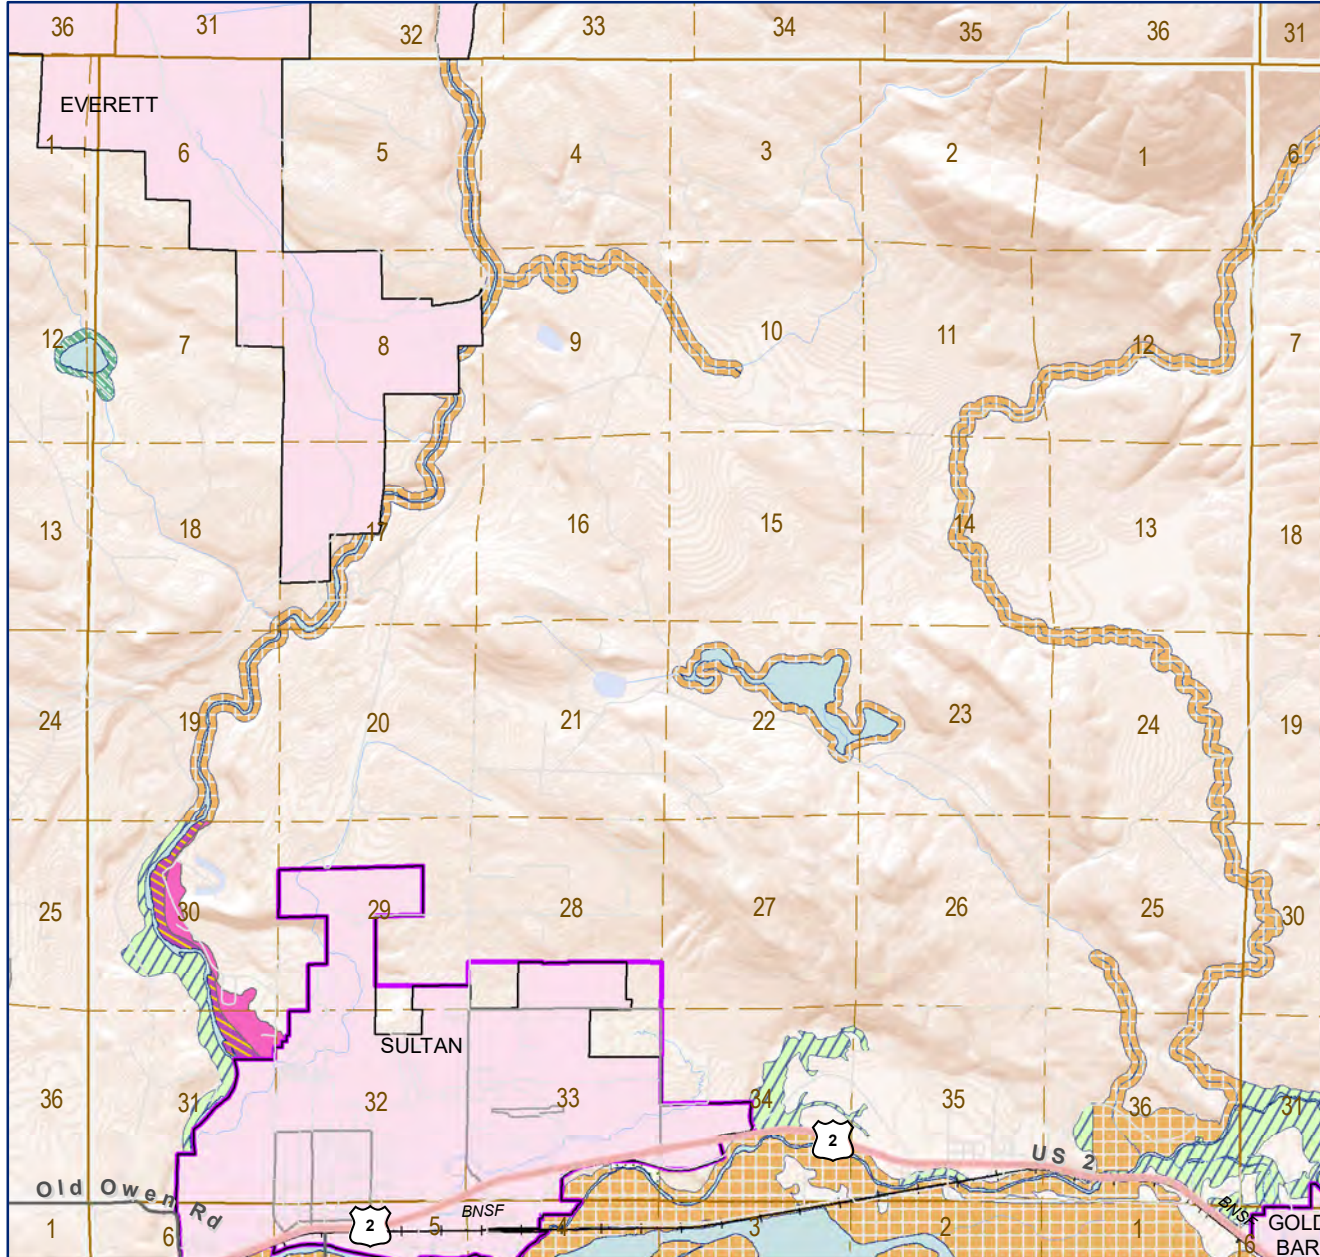 36 31 32 33 34 35 36 31
EVERETT
1 6 5 4 3 2 1 6
12 7 8 9 10 11 12 7
13 18 17 16 15 14 13 18
24 19 20 21 22 23 24 19
25 30 29 28 27 26 25 30
SULTAN
36 31 32 33 34 35 36 31
2
US 2
Old Owen Rd
2
BNSF
BNSF
1 6 5 4 3 2 1 6
GOLD
BAR